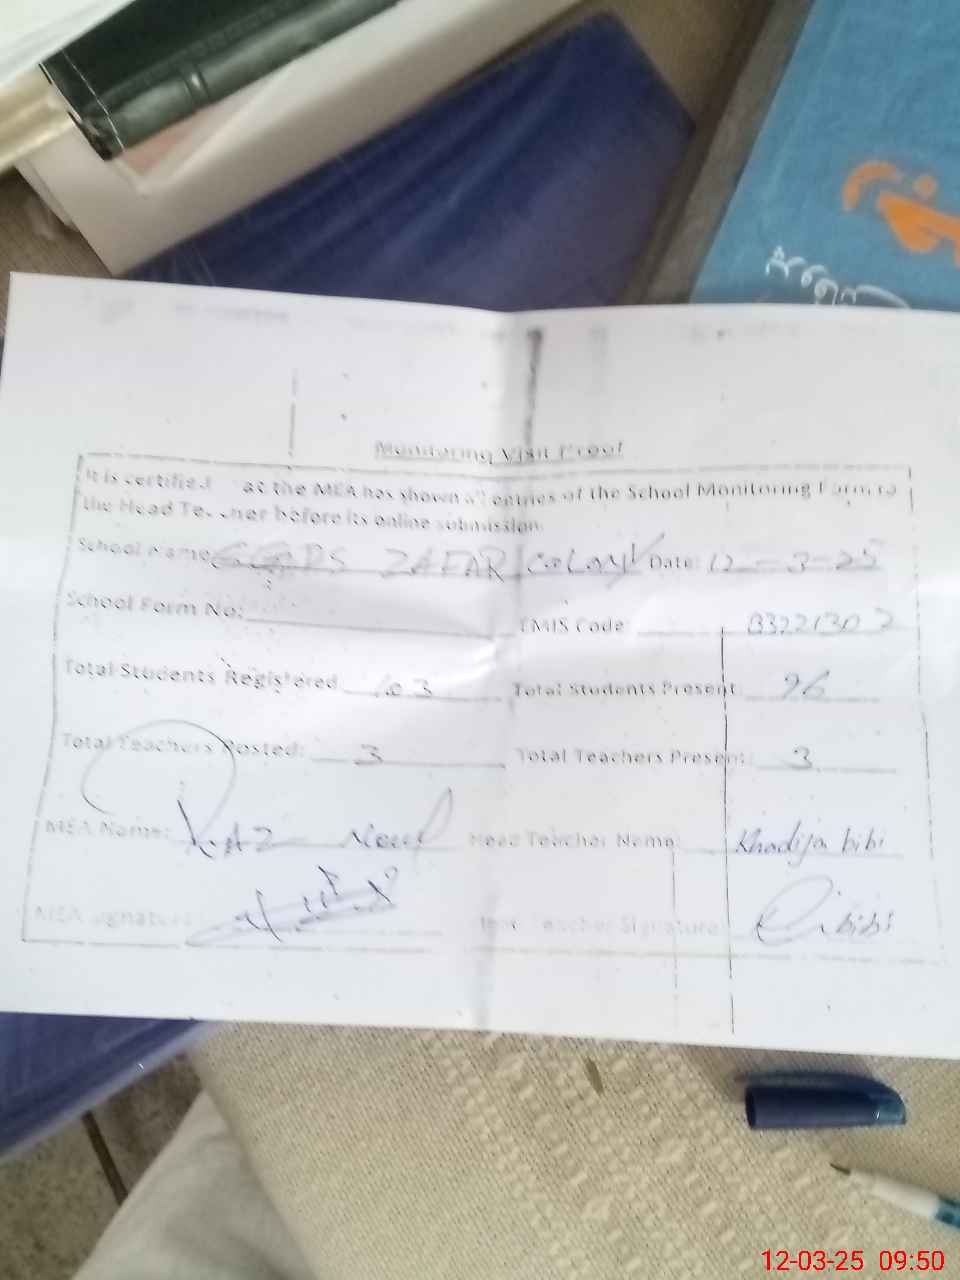 Monitoring Visit Proof
It is certified at the MEA has shown all entries of the School Monitoring Form to
the Head Teacher before its online submission.
School Name: GGPS ZAFAR COLONY Date: 12-3-25
School Form No: EMIS Code
Total Students Registered 103 Total Students Present: 96
Total Teachers Posted: 3 Total Teachers Present: 3
MEA Name: Head Teacher Name: Khadija bibi
MEA Signature: Head Teacher Signature: bibi
12-03-25 09:50